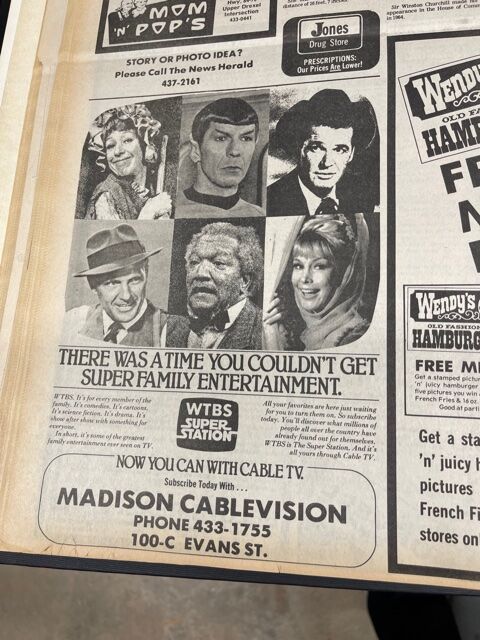 MOM
'N' POP'S
Hwy.
Upper Drexel
Intersection
433-0441
distance of
Sir Winston Churchill made his
appearance in the House of Com
in 1964.
Jones
Drug Store
PRESCRIPTIONS:
Our Prices Are Lower!
STORY OR PHOTO IDEA?
Please Call The News Herald
437-2161
THERE WAS A TIME YOU COULDN'T GET
SUPER FAMILY ENTERTAINMENT.
WTBS. It's for every member of the
family. It's comedies. It's cartoons.
It's science fiction. It's drama. It's
show after show with something for
everyone.
In short, it's some of the greatest
family entertainment ever seen on TV.
WTBS
SUPER
STATION
All your favorites are here just waiting
for you to turn them on. So subscribe
today. You'll discover what millions of
people all over the country have
already found out for themselves.
WTBS is The Super Station. And it's
all yours through Cable TV.
NOW YOU CAN WITH CABLE TV.
Subscribe Today With ...
MADISON CABLEVISION
PHONE 433-1755
100-C EVANS ST.
Wendy's
OLD FA
HAMB
F
Wendy's
OLD FASHION
HAMBURG
FREE M
Get a stamped pictur
'n' juicy hamburger
five pictures you win
French Fries & 16 oz.
Good at parti
Get a sta
'n' juicy h
pictures
French Fi
stores on